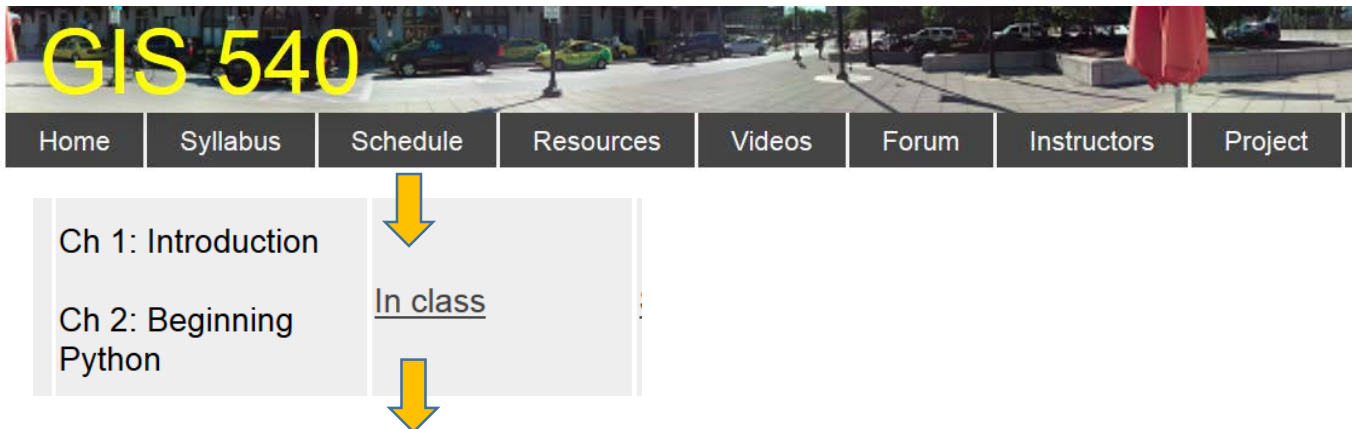 GIS 540
Home Syllabus Schedule Resources Videos Forum Instructors Project
Ch 1: Introduction
Ch 2: Beginning
Python
In class